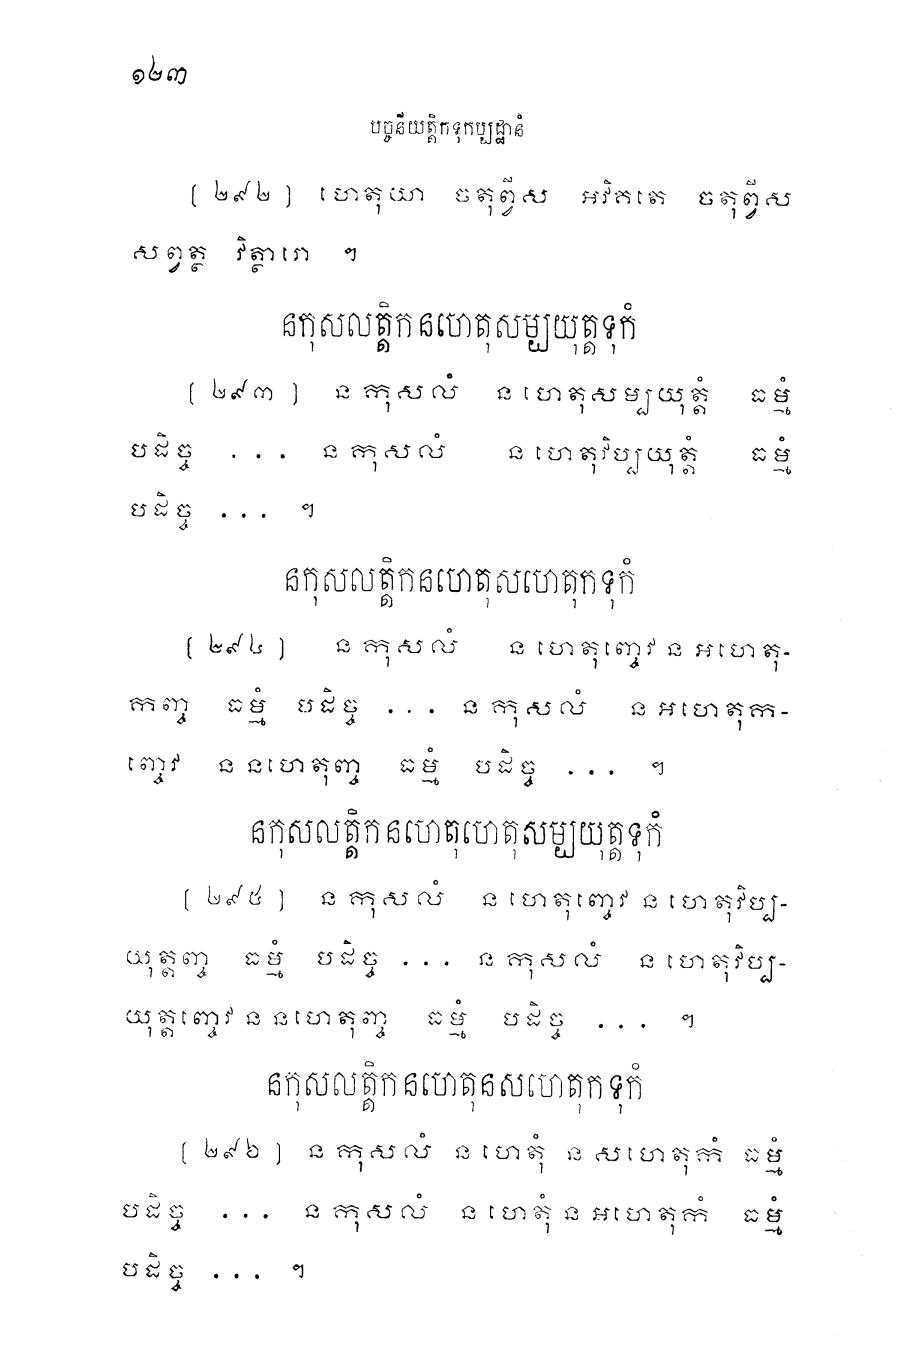 ១២៣
បច្ចនីយត្តិកទុកប្បដ្ឋានំ
[ ២៩២ ] ហេតុយា ចតុព្វីស អវិគតេ ចតុព្វីស
សព្វត្ថ វិត្ថារោ ។
នកុសលត្តិកនហេតុសម្បយុត្តទុកំ
[ ២៩៣ ] ន កុសលំ ន ហេតុសម្បយុត្តំ ធម្មំ
បដិច្ច ... ន កុសលំ ន ហេតុវិប្បយុត្តំ ធម្មំ
បដិច្ច ... ។
នកុសលត្តិកនហេតុសហេតុកទុកំ
[ ២៩៤ ] ន កុសលំ ន ហេតុញ្ចេវ ន អហេតុ-
កញ្ច ធម្មំ បដិច្ច ... ន កុសលំ ន អហេតុក-
ញ្ចេវ ន នហេតុញ្ច ធម្មំ បដិច្ច ... ។
នកុសលត្តិកនហេតុហេតុសម្បយុត្តទុកំ
[ ២៩៥ ] ន កុសលំ ន ហេតុញ្ចេវ ន ហេតុវិប្ប-
យុត្តញ្ច ធម្មំ បដិច្ច ... ន កុសលំ ន ហេតុវិប្ប-
យុត្តញ្ចេវ ន នហេតុញ្ច ធម្មំ បដិច្ច ... ។
នកុសលត្តិកនហេតុនសហេតុកទុកំ
[ ២៩៦ ] ន កុសលំ ន ហេតុំ ន សហេតុកំ ធម្មំ
បដិច្ច ... ន កុសលំ ន ហេតុំ ន អហេតុកំ ធម្មំ
បដិច្ច ... ។